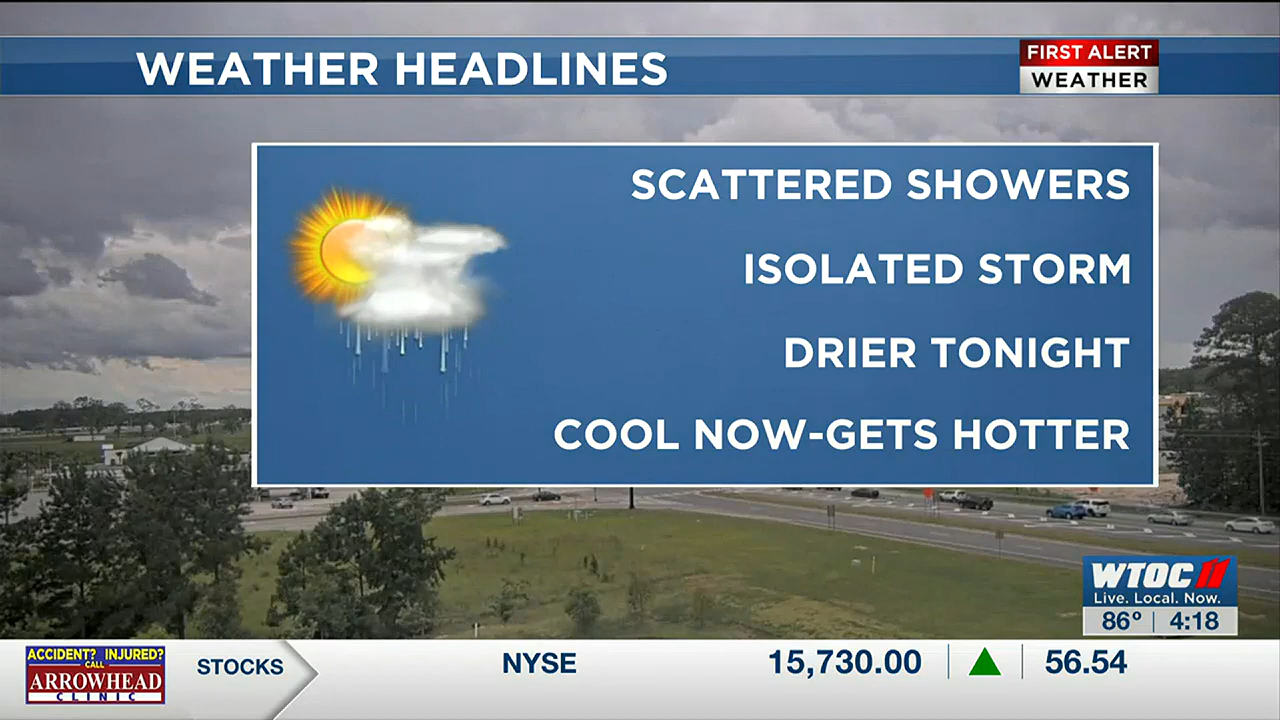 WEATHER HEADLINES
FIRST ALERT
WEATHER
SCATTERED SHOWERS
ISOLATED STORM
DRIER TONIGHT
COOL NOW-GETS HOTTER
WTOC 11
Live. Local. Now.
86° | 4:18
ACCIDENT? INJURED?
CALL
ARROWHEAD
CLINIC
STOCKS
NYSE 15,730.00 ▲ 56.54